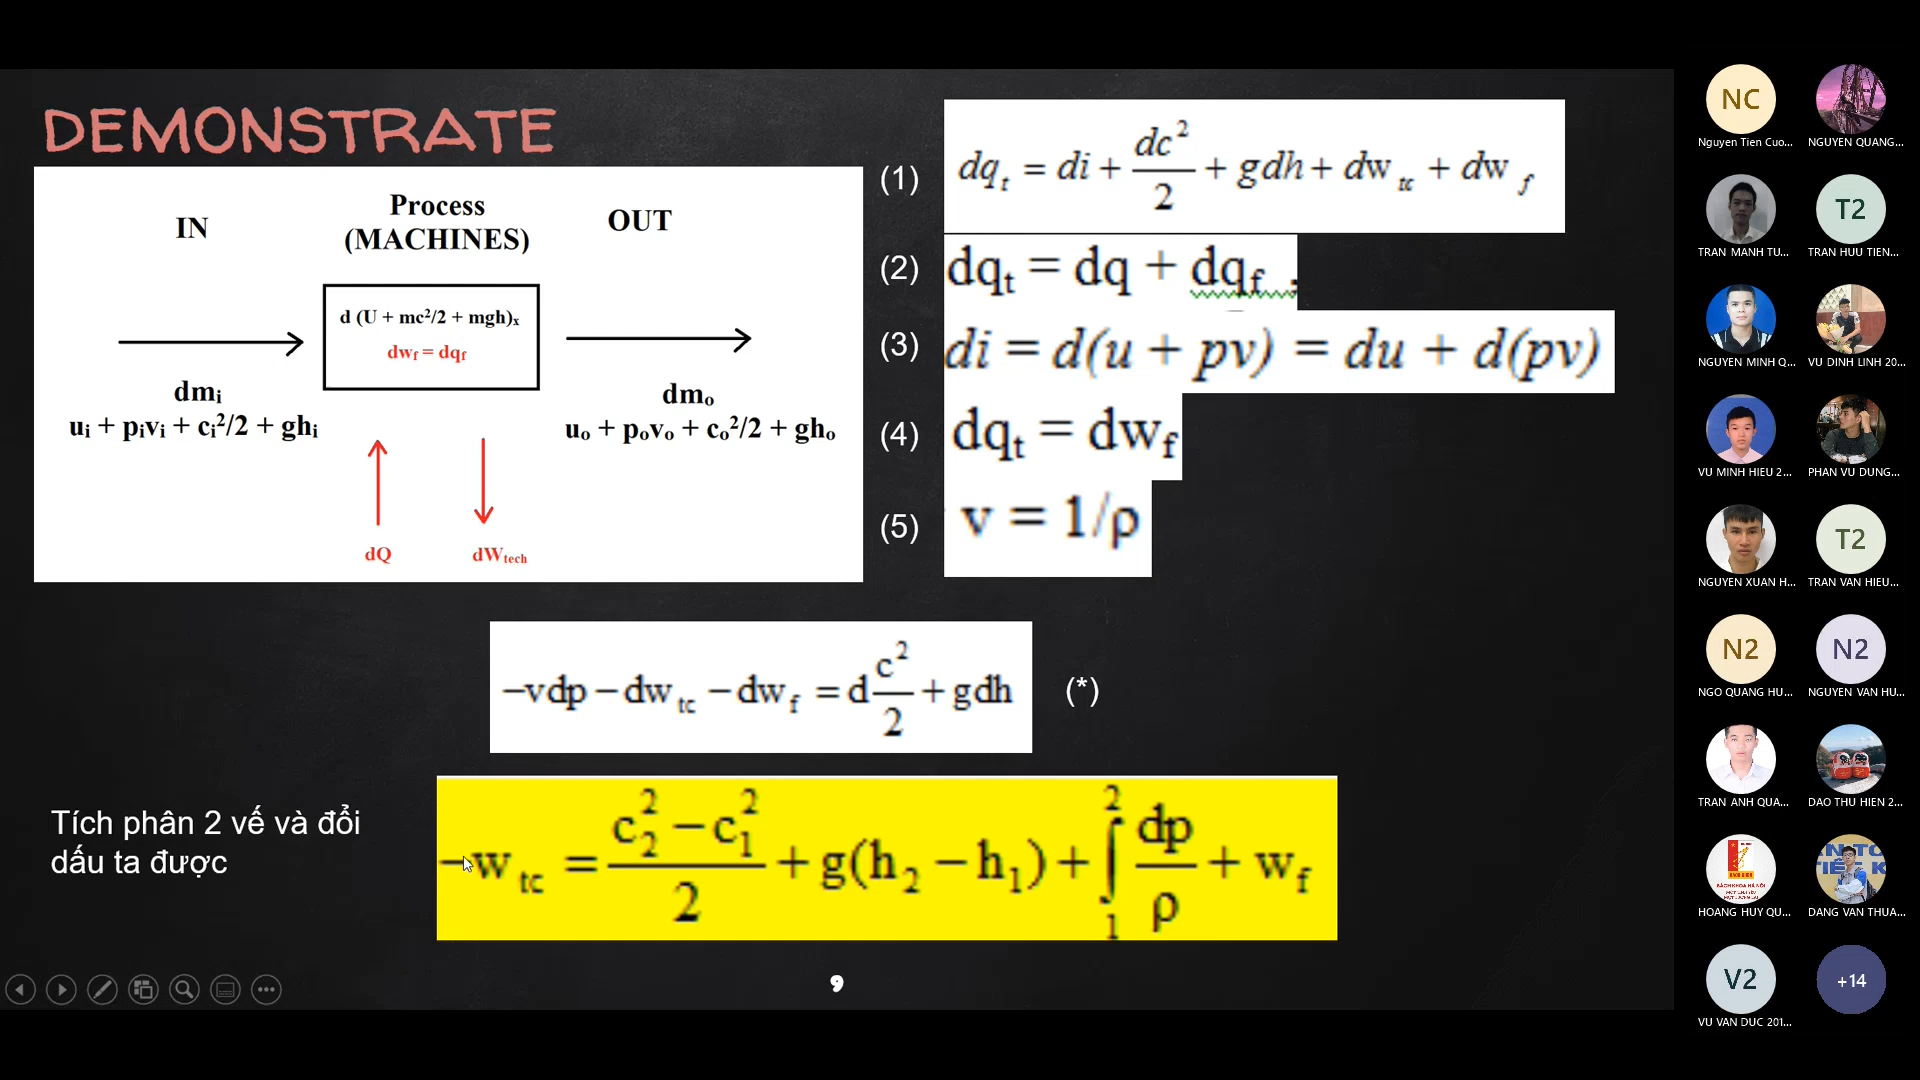 DEMONSTRATE
IN
Process
(MACHINES)
OUT
d (U + mc²/2 + mgh)ₓ
dw_f = dq_f
dmᵢ
uᵢ + pᵢvᵢ + cᵢ²/2 + ghᵢ
dmₒ
uₒ + pₒvₒ + cₒ²/2 + ghₒ
dQ
dW_tech
(1) dq_t = di + dc²/2 + gdh + dw_tc + dw_f
(2) dq_t = dq + dq_f ,
(3) di = d(u + pv) = du + d(pv)
(4) dq_t = dw_f
(5) v = 1/ρ
−vdp − dw_tc − dw_f = d c²/2 + gdh (*)
Tích phân 2 vế và đổi
dấu ta được
−w_tc = (c₂² − c₁²)/2 + g(h₂ − h₁) + ∫₁² dp/ρ + w_f
9
NC
Nguyen Tien Cuo...
NGUYEN QUANG...
TRAN MANH TU...
T2
TRAN HUU TIEN...
NGUYEN MINH Q...
VU DINH LINH 20...
VU MINH HIEU 2...
PHAN VU DUNG...
NGUYEN XUAN H...
T2
TRAN VAN HIEU...
N2
NGO QUANG HU...
N2
NGUYEN VAN HU...
TRAN ANH QUA...
DAO THU HIEN 2...
HOANG HUY QU...
DANG VAN THUA...
V2
VU VAN DUC 201...
+14